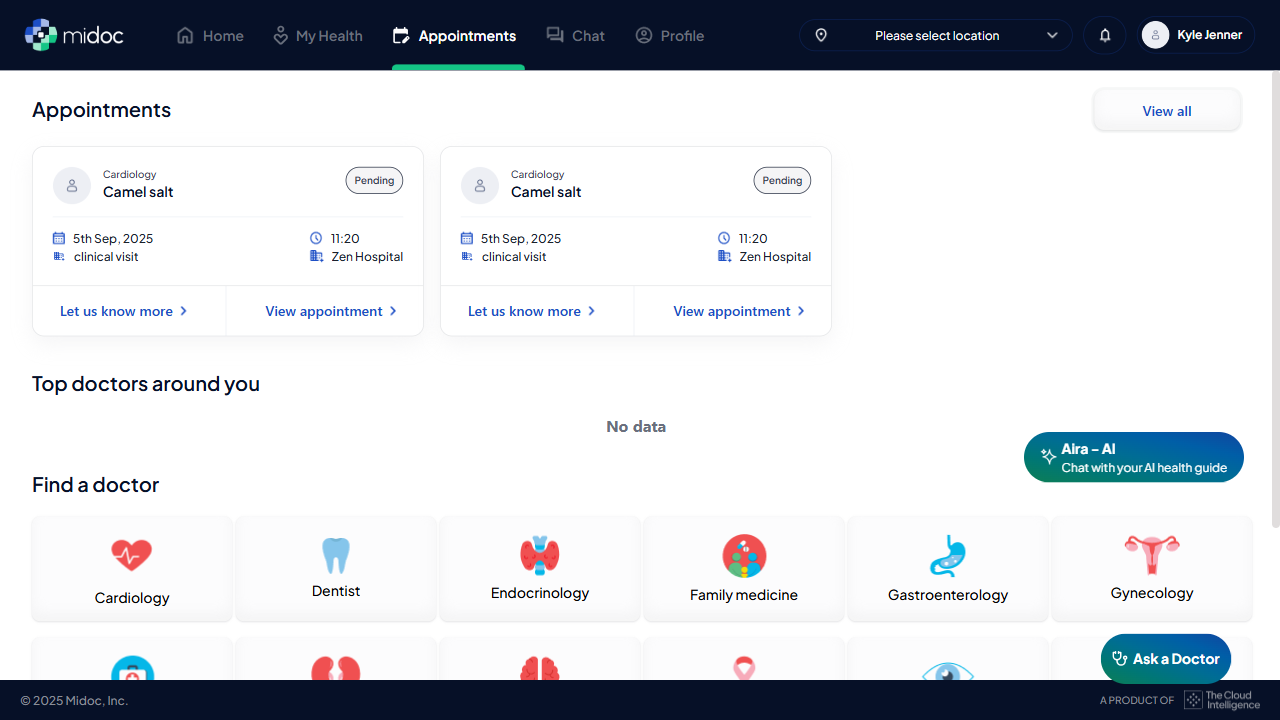 midoc
Home
My Health
Appointments
Chat
Profile
Please select location
Kyle Jenner
Appointments
View all
Cardiology
Camel salt
Pending
5th Sep, 2025
11:20
clinical visit
Zen Hospital
Let us know more
View appointment
Cardiology
Camel salt
Pending
5th Sep, 2025
11:20
clinical visit
Zen Hospital
Let us know more
View appointment
Top doctors around you
No data
Aira – AI
Chat with your AI health guide
Find a doctor
Cardiology
Dentist
Endocrinology
Family medicine
Gastroenterology
Gynecology
Ask a Doctor
© 2025 Midoc, Inc.
A PRODUCT OF
The Cloud
Intelligence